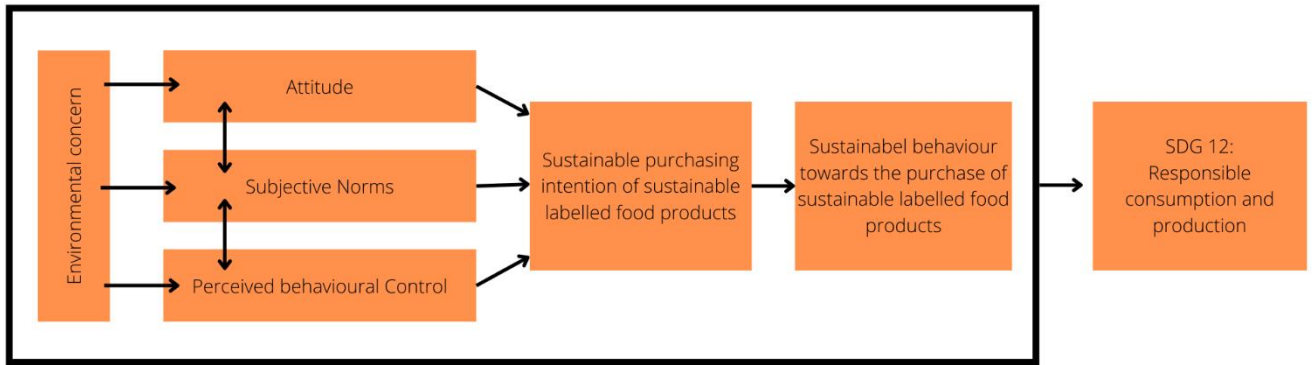 Environmental concern
Attitude
Subjective Norms
Perceived behavioural Control
Sustainable purchasing
intention of sustainable
labelled food products
Sustainabel behaviour
towards the purchase of
sustainable labelled food
products
SDG 12:
Responsible
consumption and
production